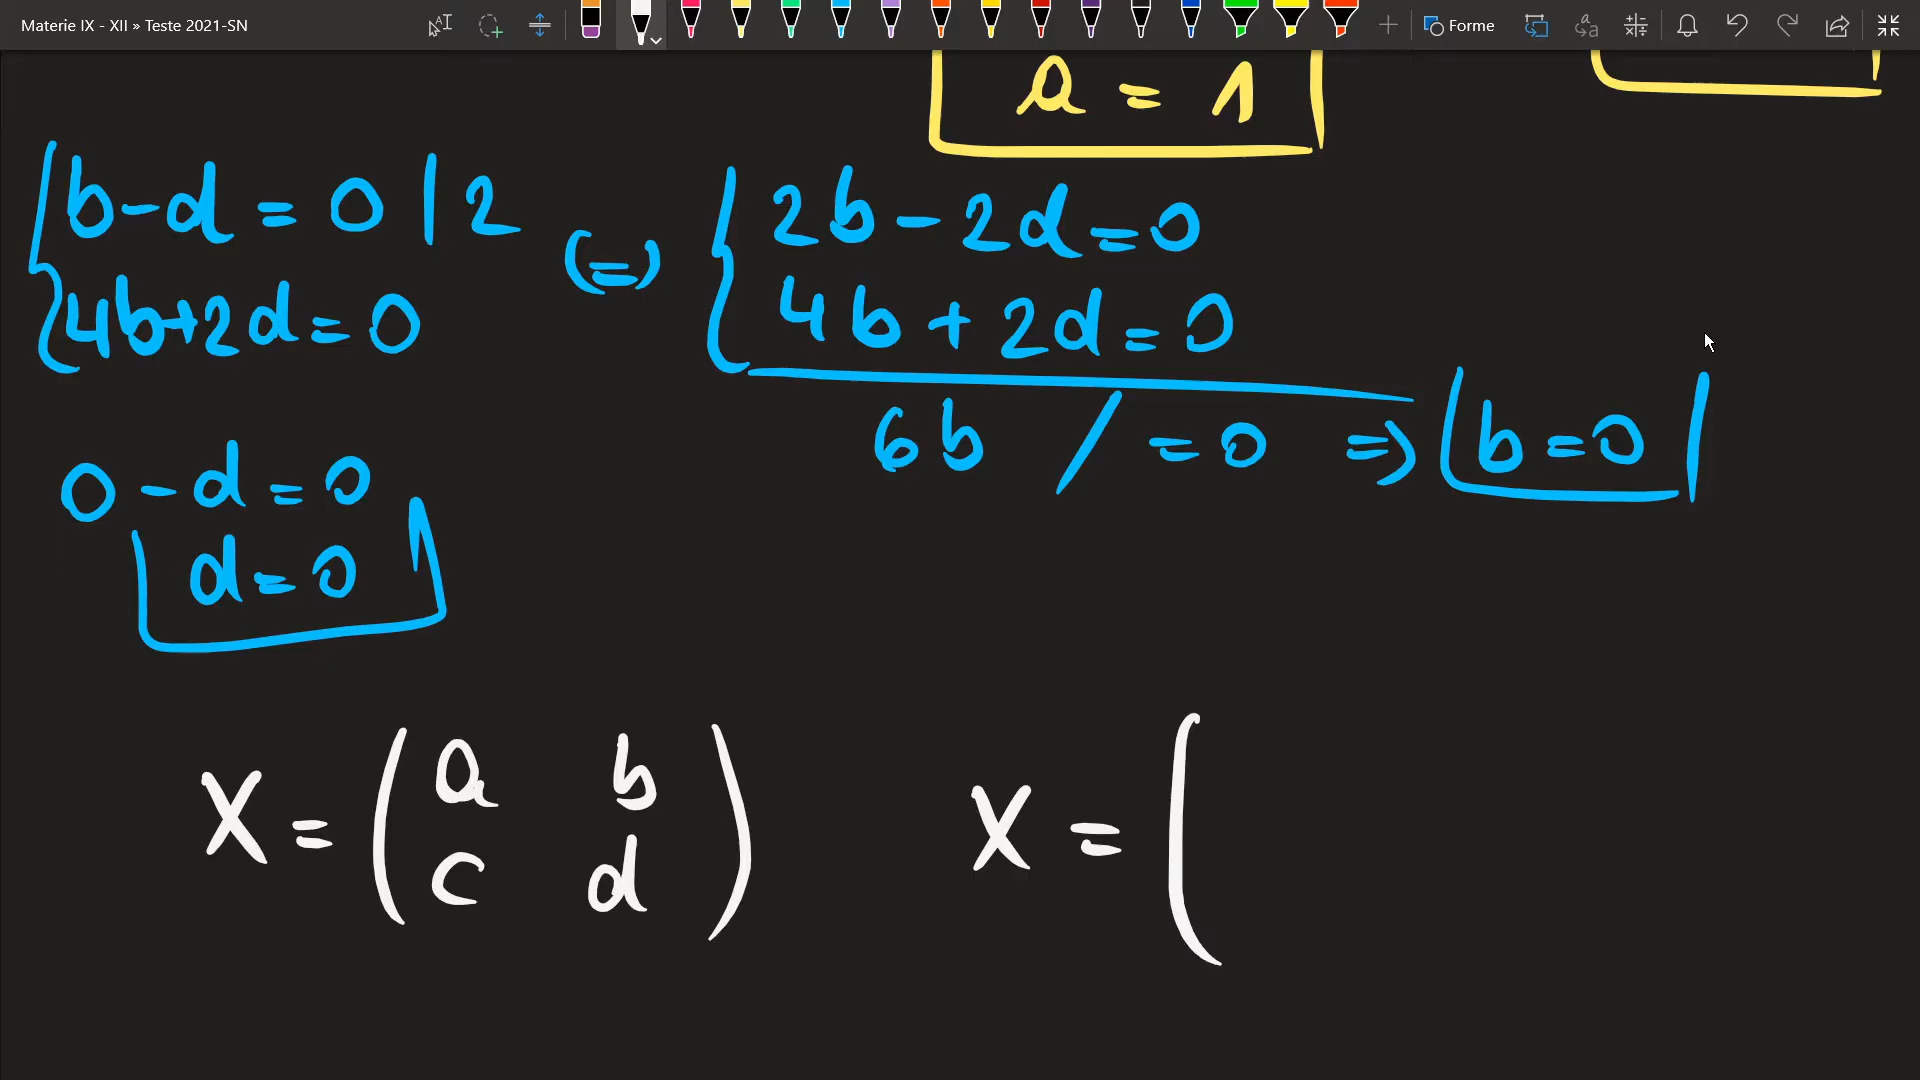 Materie IX - XII » Teste 2021-SN
Forme
a = 1
b-d = 0 | 2
4b+2d = 0
(=)
2b - 2d = 0
4b + 2d = 0
6b / = 0 => b = 0
0 - d = 0
d = 0
X = ( a b
c d )
X = (